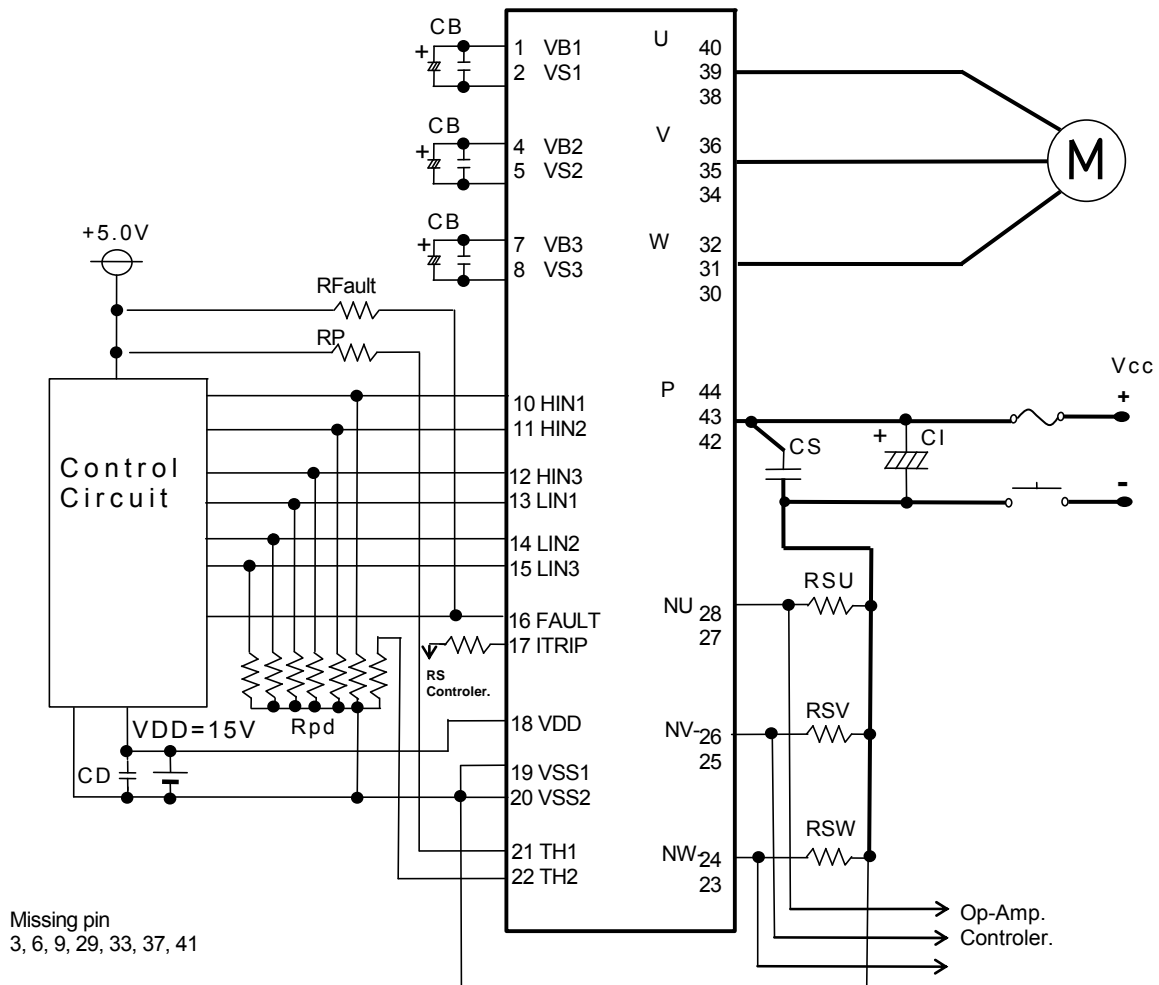 CB
+
1 VB1
2 VS1
CB
+
4 VB2
5 VS2
CB
+
7 VB3
8 VS3
+5.0V
RFault
RP
Control
Circuit
10 HIN1
11 HIN2
12 HIN3
13 LIN1
14 LIN2
15 LIN3
16 FAULT
17 ITRIP
RS
Controler.
Rpd
VDD=15V
CD
18 VDD
19 VSS1
20 VSS2
21 TH1
22 TH2
Missing pin
3, 6, 9, 29, 33, 37, 41
U
40
39
38
V
36
35
34
W
32
31
30
M
P
44
43
42
Vcc
+
-
CS
+
CI
NU 28
27
RSU
NV-26
25
RSV
NW-24
23
RSW
Op-Amp.
Controler.